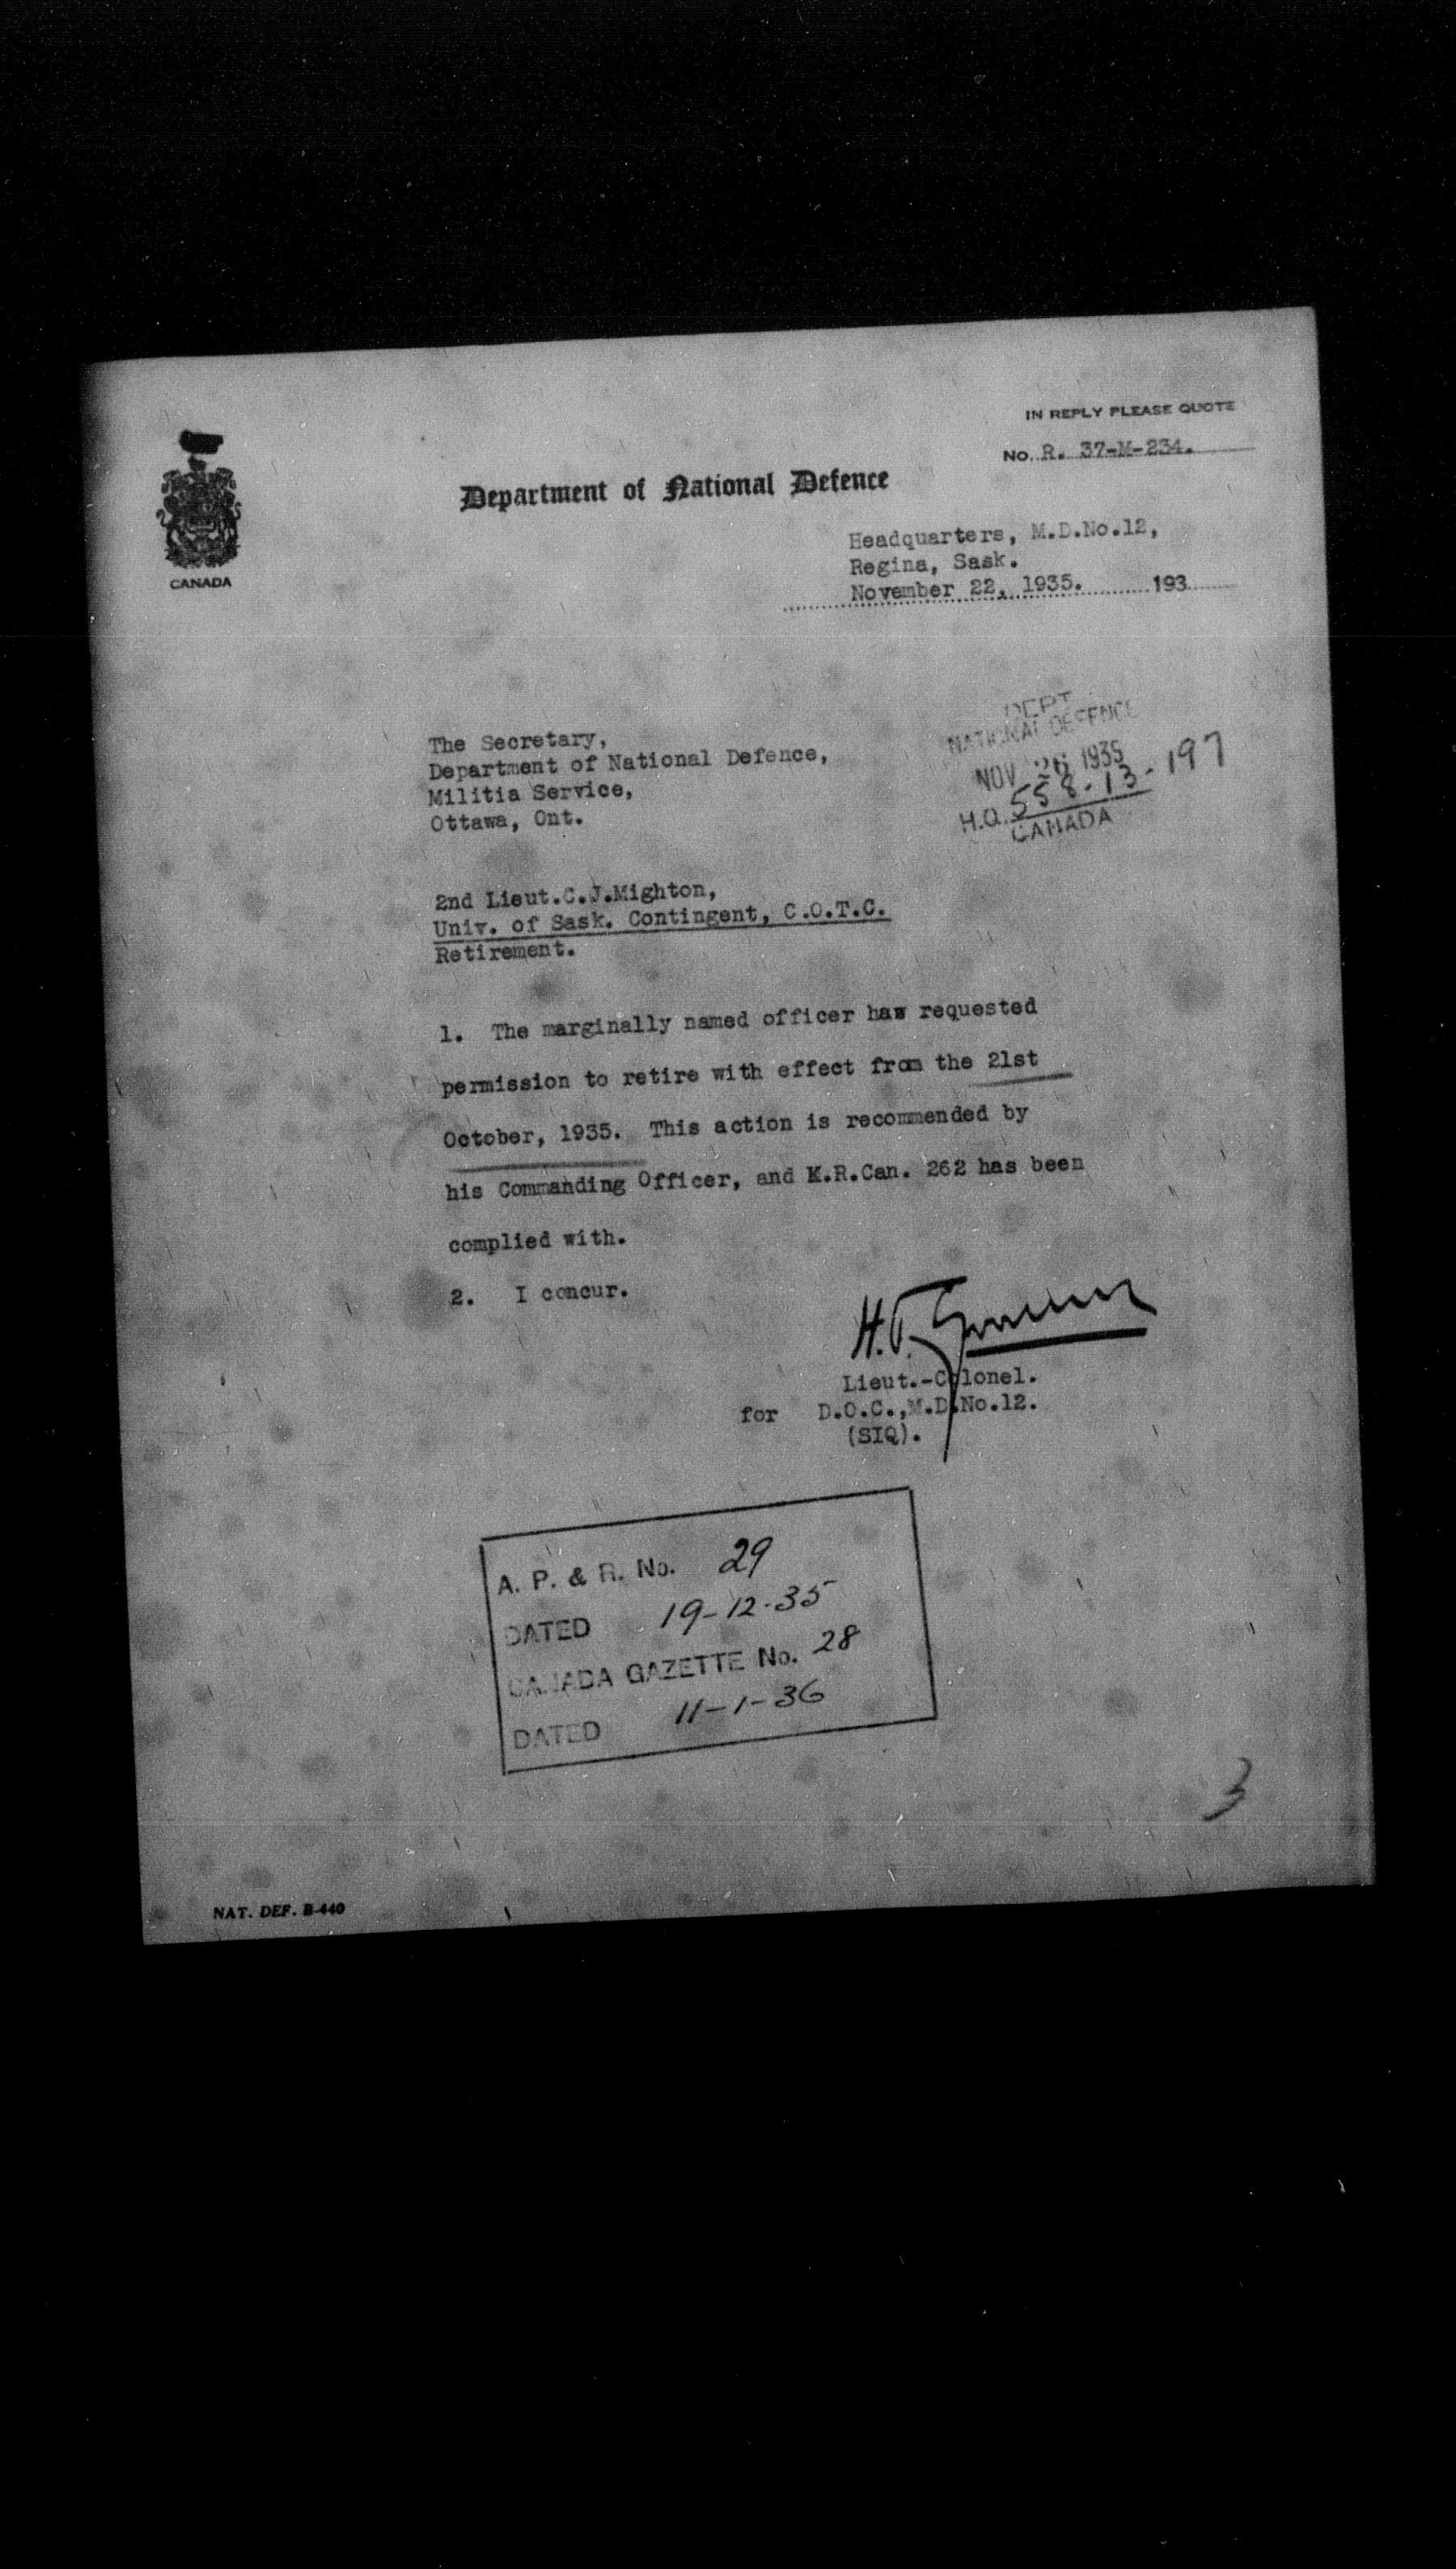 IN REPLY PLEASE QUOTE
No. R. 37-M-234.
CANADA
Department of National Defence
Headquarters, M.D.No.12,
Regina, Sask.
November 22, 1935. 193
DEPT
NATIONAL DEFENCE
NOV 26 1935
H.Q. 558-13-197
CANADA
The Secretary,
Department of National Defence,
Militia Service,
Ottawa, Ont.
2nd Lieut.C.J.Mighton,
Univ. of Sask. Contingent, C.O.T.C.
Retirement.
1. The marginally named officer has requested
permission to retire with effect from the 21st
October, 1935. This action is recommended by
his Commanding Officer, and K.R.Can. 262 has been
complied with.
2. I concur.
H.
Lieut.-Colonel.
for D.O.C.,M.D.No.12.
(SIQ).
A. P. & R. No. 29
DATED 19-12-35
CANADA GAZETTE No. 28
DATED 11-1-36
3
NAT. DEF. B-440